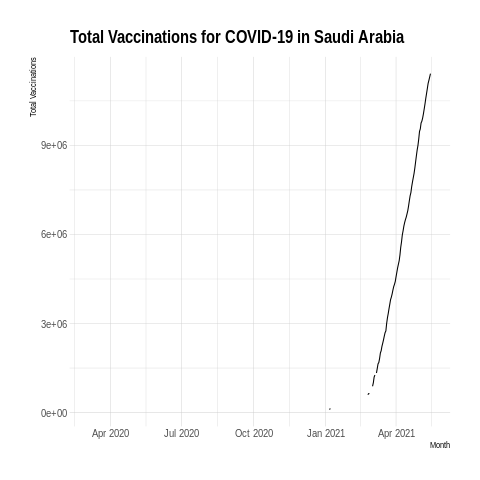 Total Vaccinations for COVID-19 in Saudi Arabia
Total Vaccinations
9e+06
6e+06
3e+06
0e+00
Apr 2020 Jul 2020 Oct 2020 Jan 2021 Apr 2021
Month